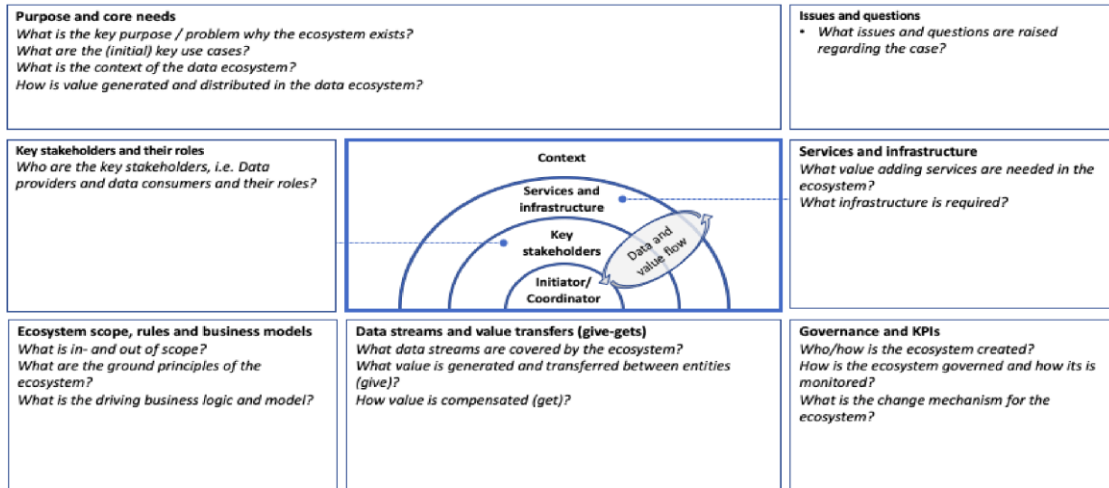 Purpose and core needs
What is the key purpose / problem why the ecosystem exists?
What are the (initial) key use cases?
What is the context of the data ecosystem?
How is value generated and distributed in the data ecosystem?
Issues and questions
• What issues and questions are raised
regarding the case?
Key stakeholders and their roles
Who are the key stakeholders, i.e. Data
providers and data consumers and their roles?
Context
Services and
infrastructure
Key
stakeholders
Initiator/
Coordinator
Data and
value flow
Services and infrastructure
What value adding services are needed in the
ecosystem?
What infrastructure is required?
Ecosystem scope, rules and business models
What is in- and out of scope?
What are the ground principles of the
ecosystem?
What is the driving business logic and model?
Data streams and value transfers (give-gets)
What data streams are covered by the ecosystem?
What value is generated and transferred between entities
(give)?
How value is compensated (get)?
Governance and KPIs
Who/how is the ecosystem created?
How is the ecosystem governed and how its is
monitored?
What is the change mechanism for the
ecosystem?